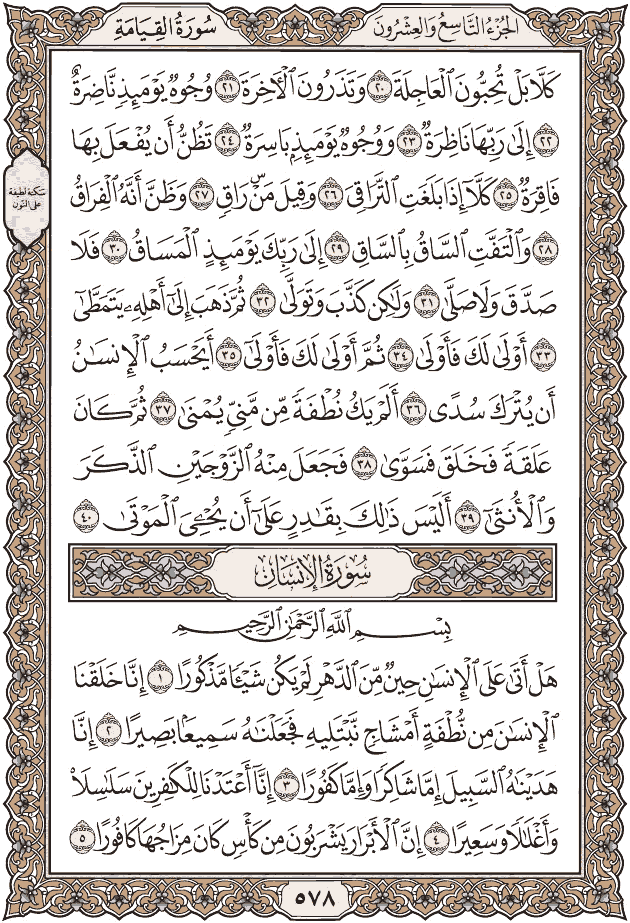 الجُزْءُ التَّاسِعُ وَالعِشْرُونَ
سُورَةُ القِيَامَةِ
كَلَّا بَلْ تُحِبُّونَ ٱلْعَاجِلَةَ ٢٠ وَتَذَرُونَ ٱلْأٓخِرَةَ ٢١ وُجُوهٌ يَوْمَئِذٍ نَّاضِرَةٌ
٢٢ إِلَىٰ رَبِّهَا نَاظِرَةٌ ٢٣ وَوُجُوهٌ يَوْمَئِذٍۭ بَاسِرَةٌ ٢٤ تَظُنُّ أَن يُفْعَلَ بِهَا
فَاقِرَةٌ ٢٥ كَلَّآ إِذَا بَلَغَتِ ٱلتَّرَاقِىَ ٢٦ وَقِيلَ مَنْۜ رَاقٍ ٢٧ وَظَنَّ أَنَّهُ ٱلْفِرَاقُ
٢٨ وَٱلْتَفَّتِ ٱلسَّاقُ بِٱلسَّاقِ ٢٩ إِلَىٰ رَبِّكَ يَوْمَئِذٍ ٱلْمَسَاقُ ٣٠ فَلَا
صَدَّقَ وَلَا صَلَّىٰ ٣١ وَلَٰكِن كَذَّبَ وَتَوَلَّىٰ ٣٢ ثُمَّ ذَهَبَ إِلَىٰٓ أَهْلِهِۦ يَتَمَطَّىٰٓ
٣٣ أَوْلَىٰ لَكَ فَأَوْلَىٰ ٣٤ ثُمَّ أَوْلَىٰ لَكَ فَأَوْلَىٰٓ ٣٥ أَيَحْسَبُ ٱلْإِنسَٰنُ
أَن يُتْرَكَ سُدًى ٣٦ أَلَمْ يَكُ نُطْفَةً مِّن مَّنِىٍّ يُمْنَىٰ ٣٧ ثُمَّ كَانَ
عَلَقَةً فَخَلَقَ فَسَوَّىٰ ٣٨ فَجَعَلَ مِنْهُ ٱلزَّوْجَيْنِ ٱلذَّكَرَ
وَٱلْأُنثَىٰٓ ٣٩ أَلَيْسَ ذَٰلِكَ بِقَٰدِرٍ عَلَىٰٓ أَن يُحْـِۧىَ ٱلْمَوْتَىٰ ٤٠
سُورَةُ الإِنسَانِ
بِسْمِ ٱللَّهِ ٱلرَّحْمَٰنِ ٱلرَّحِيمِ
هَلْ أَتَىٰ عَلَى ٱلْإِنسَٰنِ حِينٌ مِّنَ ٱلدَّهْرِ لَمْ يَكُن شَيْـًٔا مَّذْكُورًا ١ إِنَّا خَلَقْنَا
ٱلْإِنسَٰنَ مِن نُّطْفَةٍ أَمْشَاجٍ نَّبْتَلِيهِ فَجَعَلْنَٰهُ سَمِيعًۢا بَصِيرًا ٢ إِنَّا
هَدَيْنَٰهُ ٱلسَّبِيلَ إِمَّا شَاكِرًا وَإِمَّا كَفُورًا ٣ إِنَّآ أَعْتَدْنَا لِلْكَٰفِرِينَ سَلَٰسِلَا۟
وَأَغْلَٰلًا وَسَعِيرًا ٤ إِنَّ ٱلْأَبْرَارَ يَشْرَبُونَ مِن كَأْسٍ كَانَ مِزَاجُهَا كَافُورًا ٥
سكتة لطيفة
على النون
٥٧٨